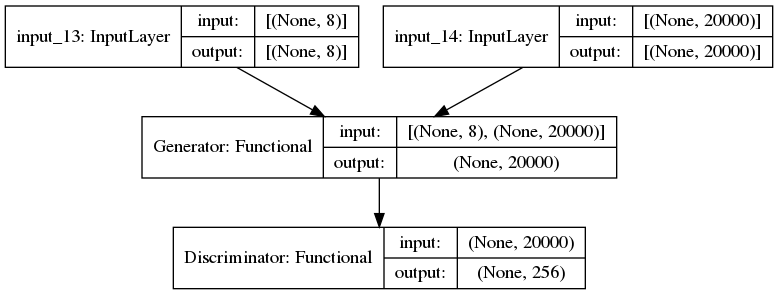 input_13: InputLayer
input: [(None, 8)]
output: [(None, 8)]
input_14: InputLayer
input: [(None, 20000)]
output: [(None, 20000)]
Generator: Functional
input: [(None, 8), (None, 20000)]
output: (None, 20000)
Discriminator: Functional
input: (None, 20000)
output: (None, 256)